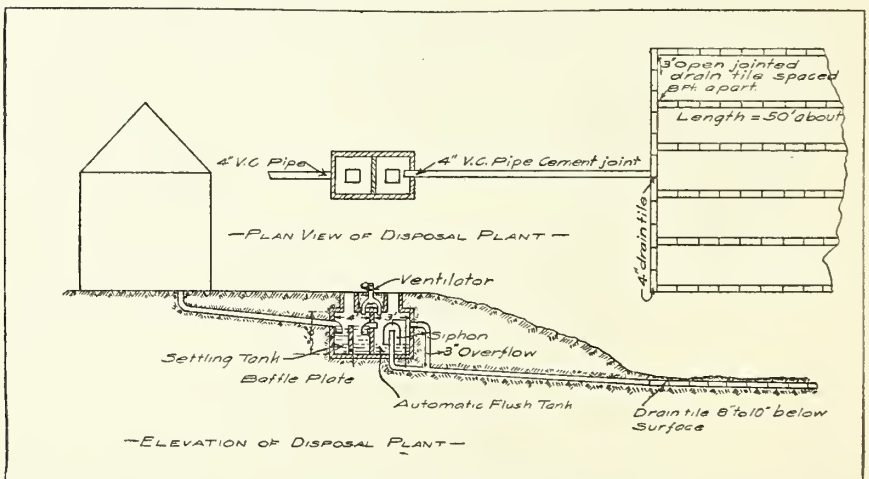 3" Open jointed
drain tile spaced
8 Ft. apart.
Length = 50' about
4" V.C. Pipe
4" V.C. Pipe Cement joint
4" drain tile
—PLAN VIEW OF DISPOSAL PLANT—
Ventilator
3'
Siphon
3" Overflow
Settling Tank
Baffle Plate
Automatic Flush Tank
Drain tile 8" to 10" below
Surface
—ELEVATION OF DISPOSAL PLANT—